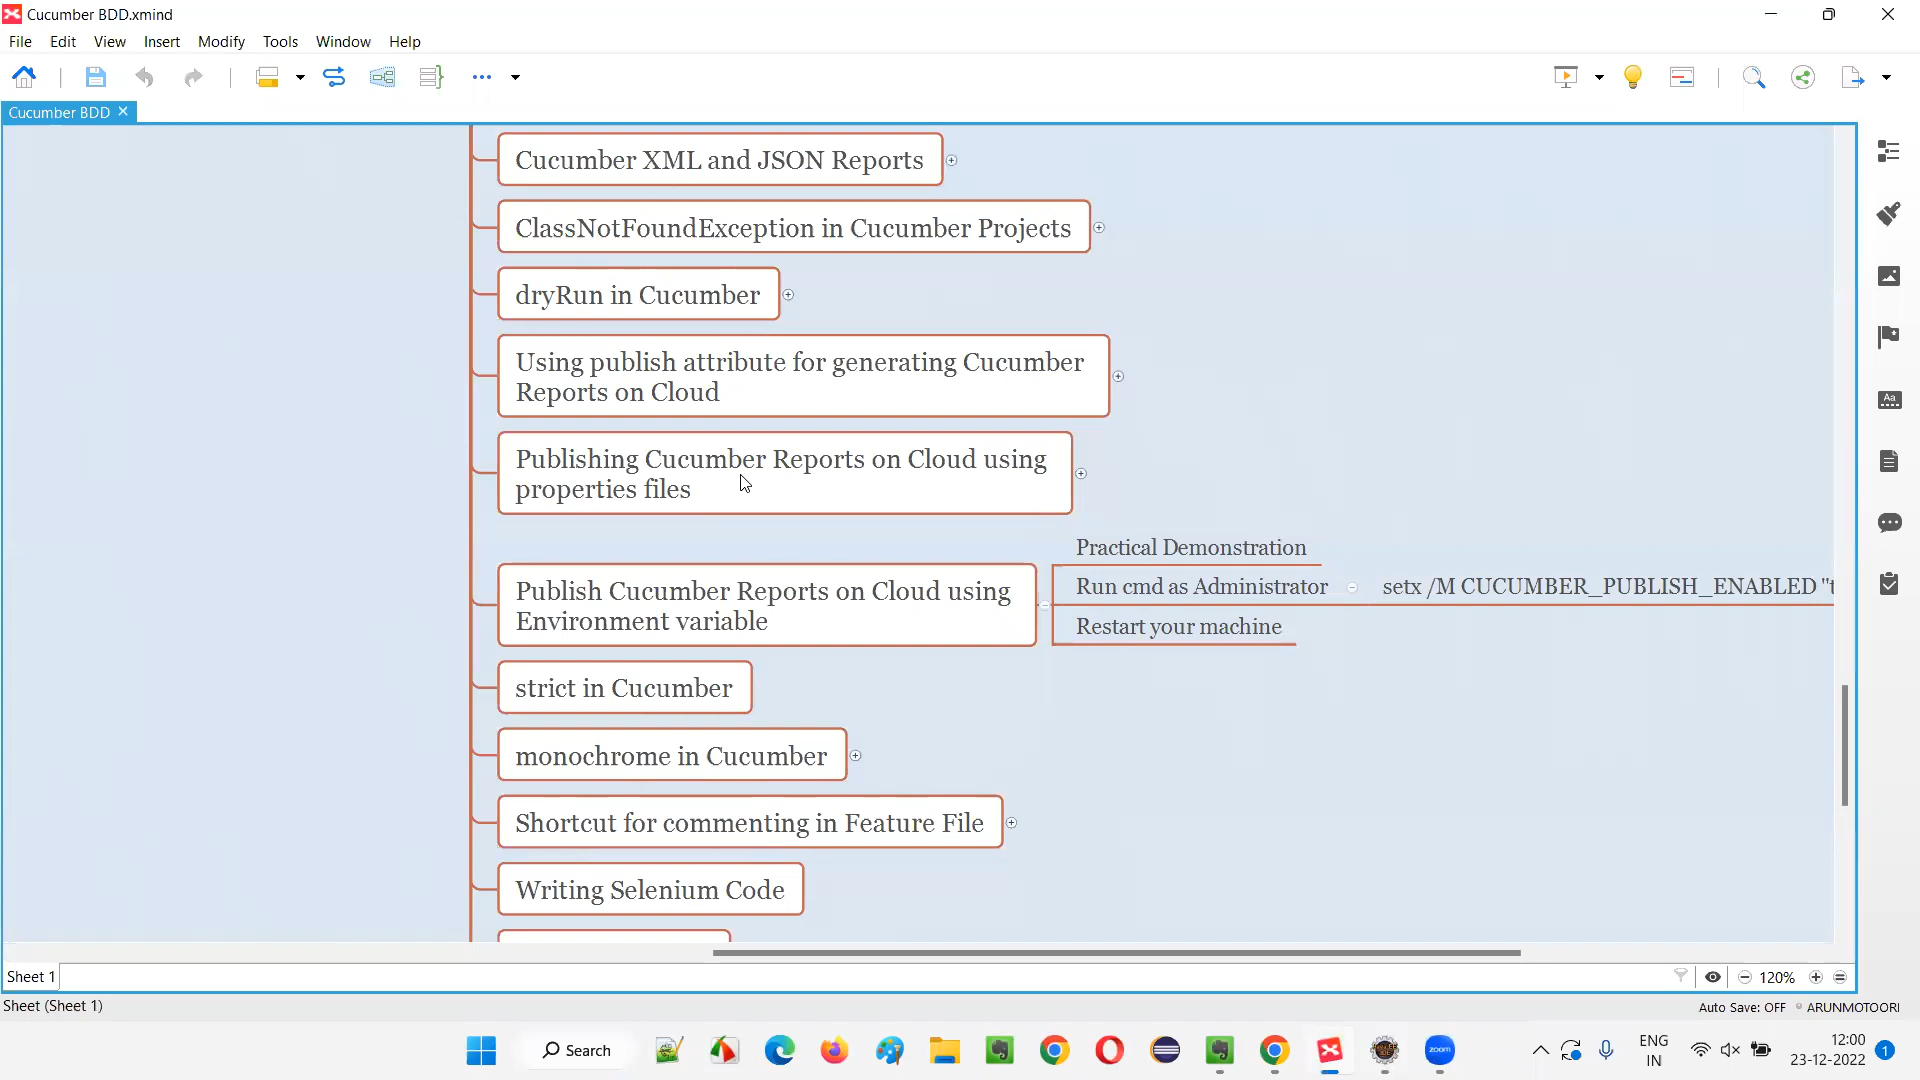 Cucumber BDD.xmind
File Edit View Insert Modify Tools Window Help
Cucumber BDD
Cucumber XML and JSON Reports
ClassNotFoundException in Cucumber Projects
dryRun in Cucumber
Using publish attribute for generating Cucumber
Reports on Cloud
Publishing Cucumber Reports on Cloud using
properties files
Publish Cucumber Reports on Cloud using
Environment variable
Practical Demonstration
Run cmd as Administrator
setx /M CUCUMBER_PUBLISH_ENABLED "t
Restart your machine
strict in Cucumber
monochrome in Cucumber
Shortcut for commenting in Feature File
Writing Selenium Code
Sheet 1
120%
Sheet (Sheet 1)
Auto Save: OFF
ARUNMOTOORI
Search
zoom
ENG
IN
12:00
23-12-2022
1